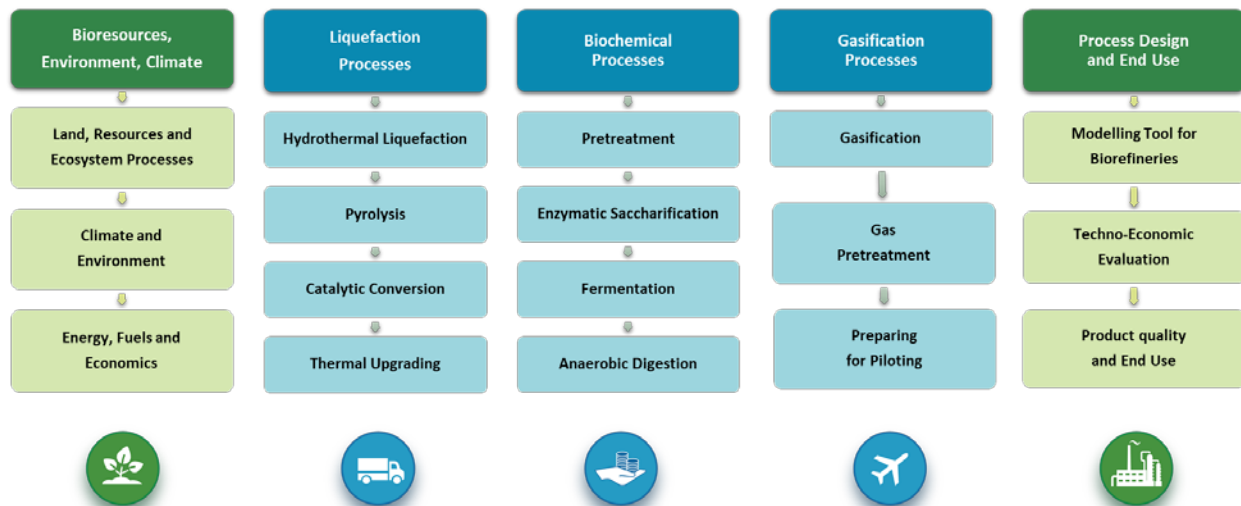 Bioresources,
Environment, Climate
Land, Resources and
Ecosystem Processes
Climate and
Environment
Energy, Fuels and
Economics
Liquefaction
Processes
Hydrothermal Liquefaction
Pyrolysis
Catalytic Conversion
Thermal Upgrading
Biochemical
Processes
Pretreatment
Enzymatic Saccharification
Fermentation
Anaerobic Digestion
Gasification
Processes
Gasification
Gas
Pretreatment
Preparing
for Piloting
Process Design
and End Use
Modelling Tool for
Biorefineries
Techno-Economic
Evaluation
Product quality
and End Use